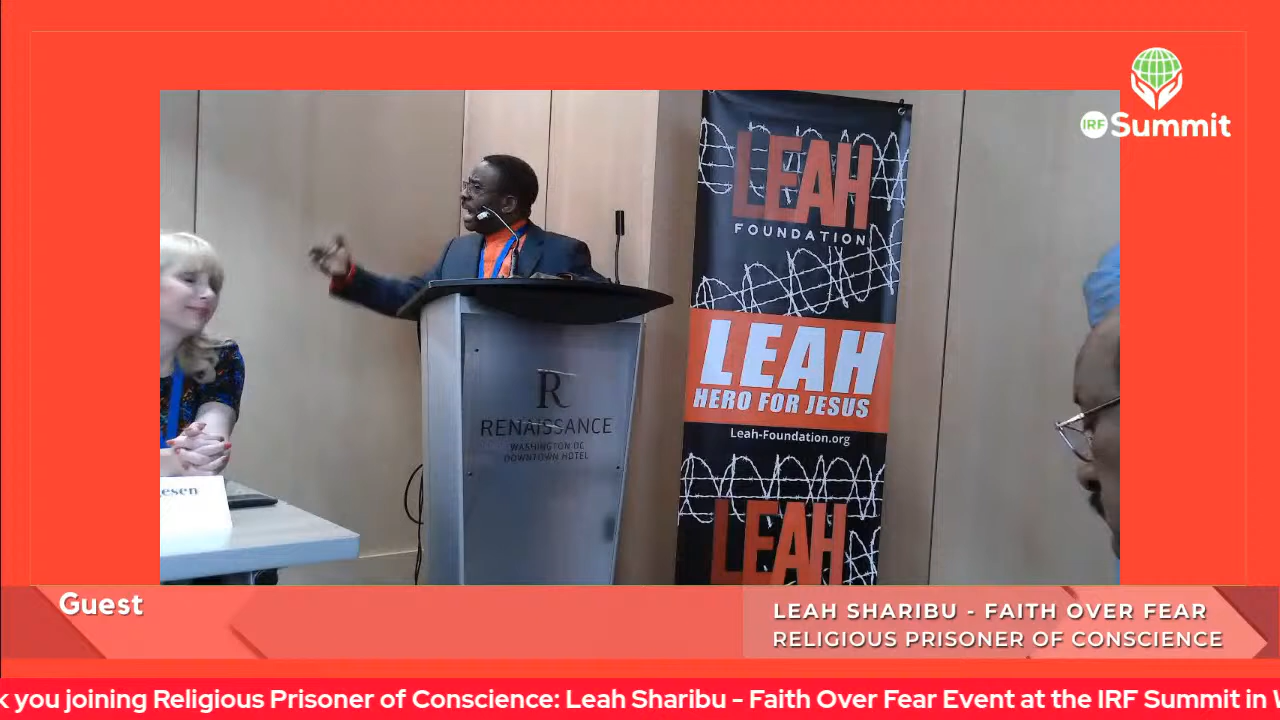 IRF Summit
LEAH
FOUNDATION
LEAH
HERO FOR JESUS
Leah-Foundation.org
LEAH
R
RENAISSANCE
WASHINGTON DC
DOWNTOWN HOTEL
esen
Guest
LEAH SHARIBU - FAITH OVER FEAR
RELIGIOUS PRISONER OF CONSCIENCE
k you joining Religious Prisoner of Conscience: Leah Sharibu - Faith Over Fear Event at the IRF Summit in W